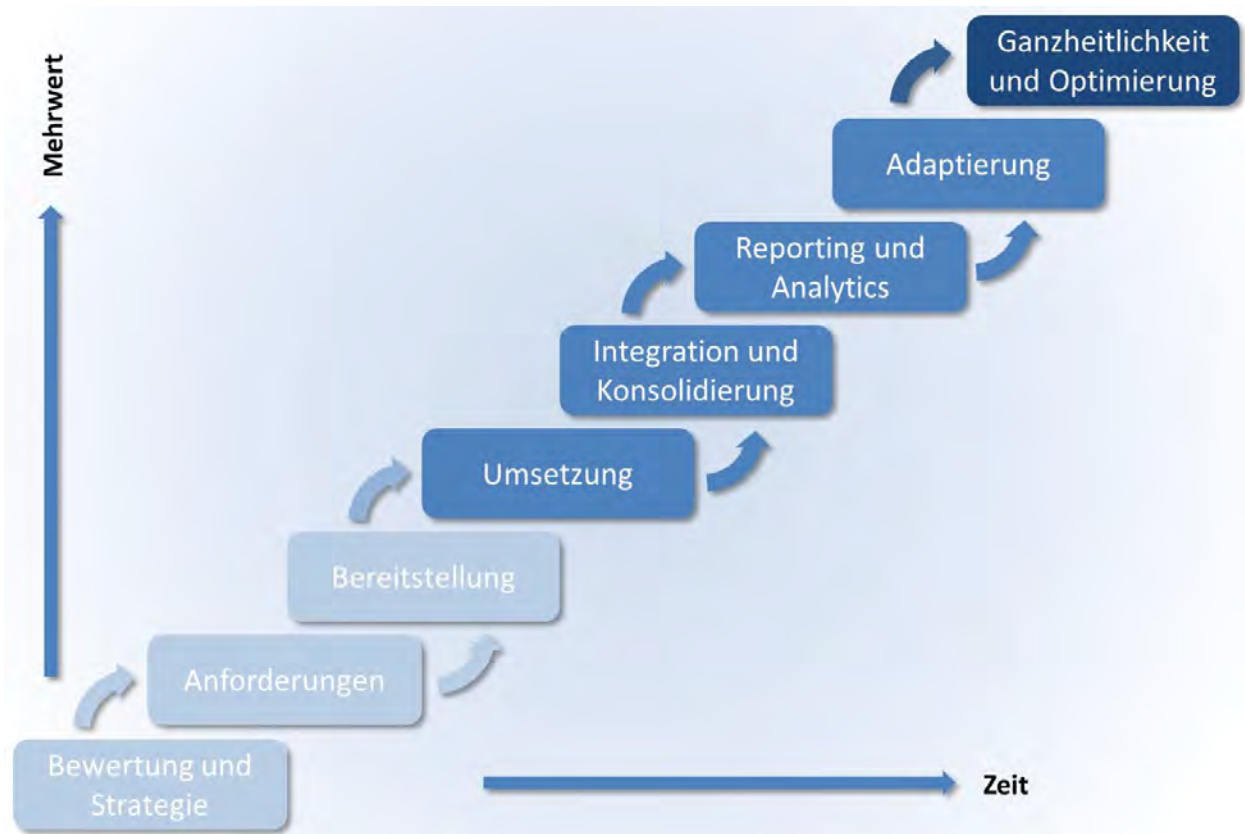 Mehrwert
Ganzheitlichkeit
und Optimierung
Adaptierung
Reporting und
Analytics
Integration und
Konsolidierung
Umsetzung
Bereitstellung
Anforderungen
Bewertung und
Strategie
Zeit